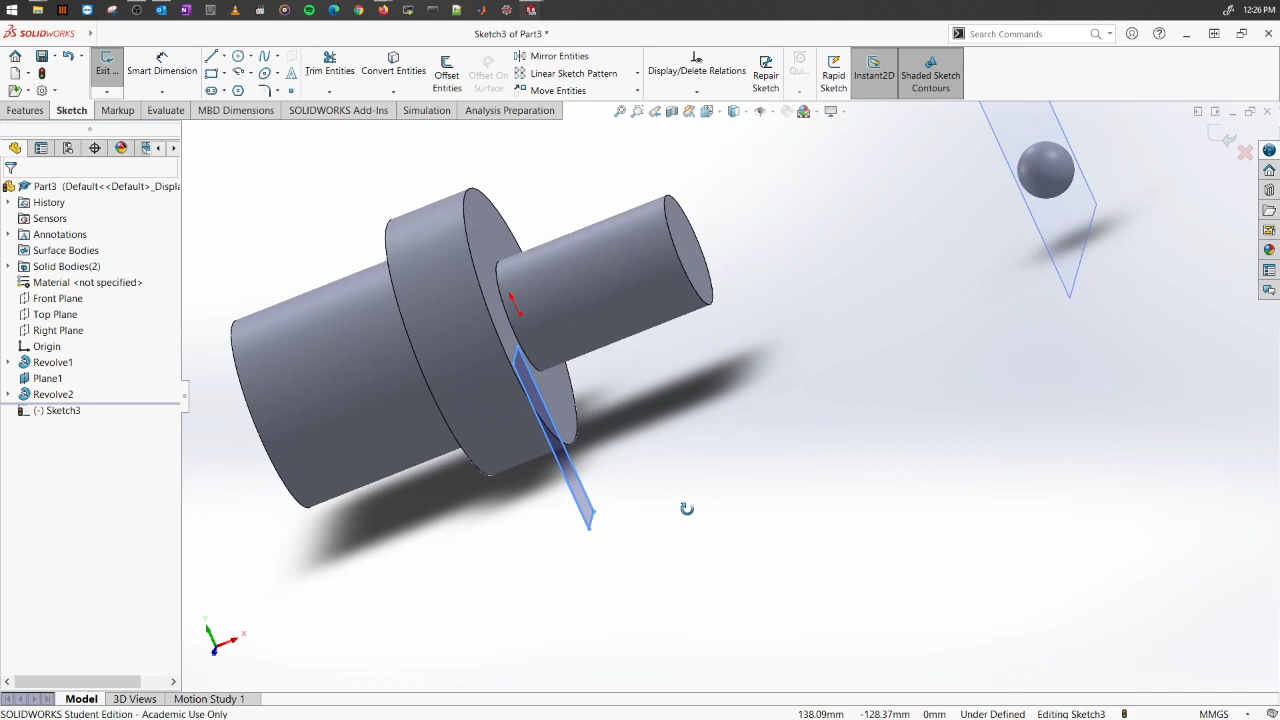 SOLIDWORKS
Sketch3 of Part3 *
Search Commands
12:26 PM
Exit ...
Smart Dimension
Trim Entities
Convert Entities
Offset Entities
Offset On Surface
Mirror Entities
Linear Sketch Pattern
Move Entities
Display/Delete Relations
Repair Sketch
Qui...
Rapid Sketch
Instant2D
Shaded Sketch Contours
Features
Sketch
Markup
Evaluate
MBD Dimensions
SOLIDWORKS Add-Ins
Simulation
Analysis Preparation
Part3 (Default<<Default>_Displa
History
Sensors
Annotations
Surface Bodies
Solid Bodies(2)
Material <not specified>
Front Plane
Top Plane
Right Plane
Origin
Revolve1
Plane1
Revolve2
(-) Sketch3
Y
X
Model
3D Views
Motion Study 1
SOLIDWORKS Student Edition - Academic Use Only
138.09mm
-128.37mm
0mm
Under Defined
Editing Sketch3
MMGS